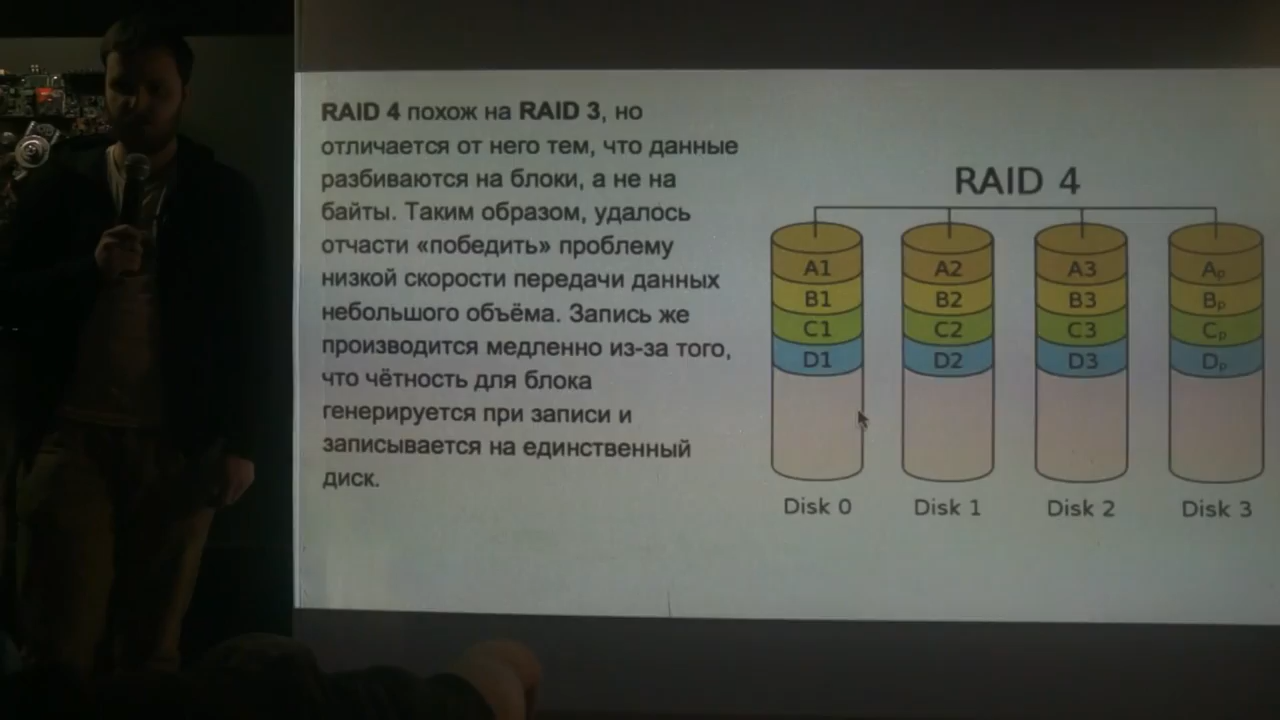 RAID 4 похож на RAID 3, но
отличается от него тем, что данные
разбиваются на блоки, а не на
байты. Таким образом, удалось
отчасти «победить» проблему
низкой скорости передачи данных
небольшого объёма. Запись же
производится медленно из-за того,
что чётность для блока
генерируется при записи и
записывается на единственный
диск.
RAID 4
A1 A2 A3 Ap
B1 B2 B3 Bp
C1 C2 C3 Cp
D1 D2 D3 Dp
Disk 0 Disk 1 Disk 2 Disk 3